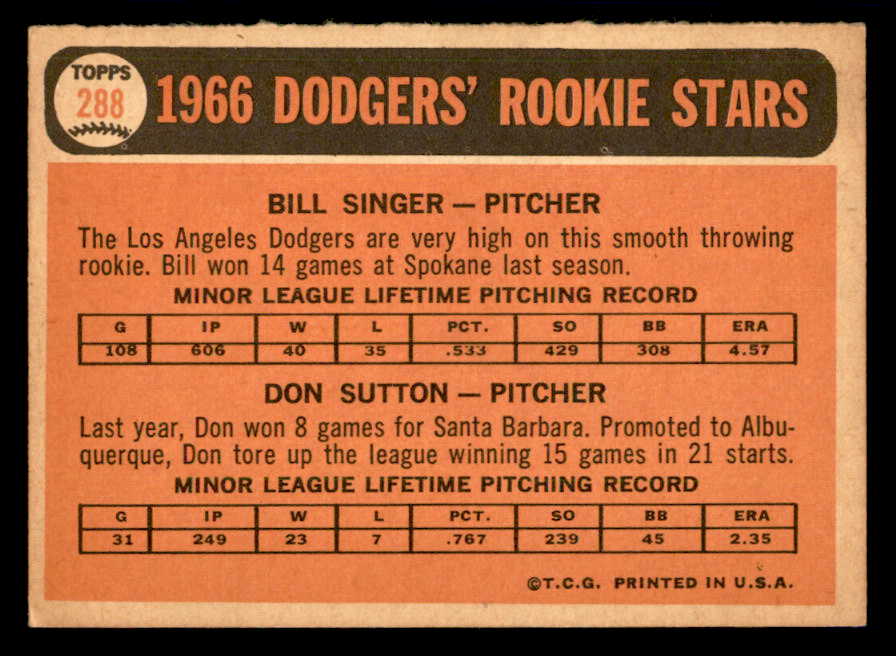 TOPPS
288
1966 DODGERS' ROOKIE STARS
BILL SINGER — PITCHER
The Los Angeles Dodgers are very high on this smooth throwing
rookie. Bill won 14 games at Spokane last season.
MINOR LEAGUE LIFETIME PITCHING RECORD
G IP W L PCT. SO BB ERA
108 606 40 35 .533 429 308 4.57
DON SUTTON — PITCHER
Last year, Don won 8 games for Santa Barbara. Promoted to Albu-
querque, Don tore up the league winning 15 games in 21 starts.
MINOR LEAGUE LIFETIME PITCHING RECORD
G IP W L PCT. SO BB ERA
31 249 23 7 .767 239 45 2.35
©T.C.G. PRINTED IN U.S.A.